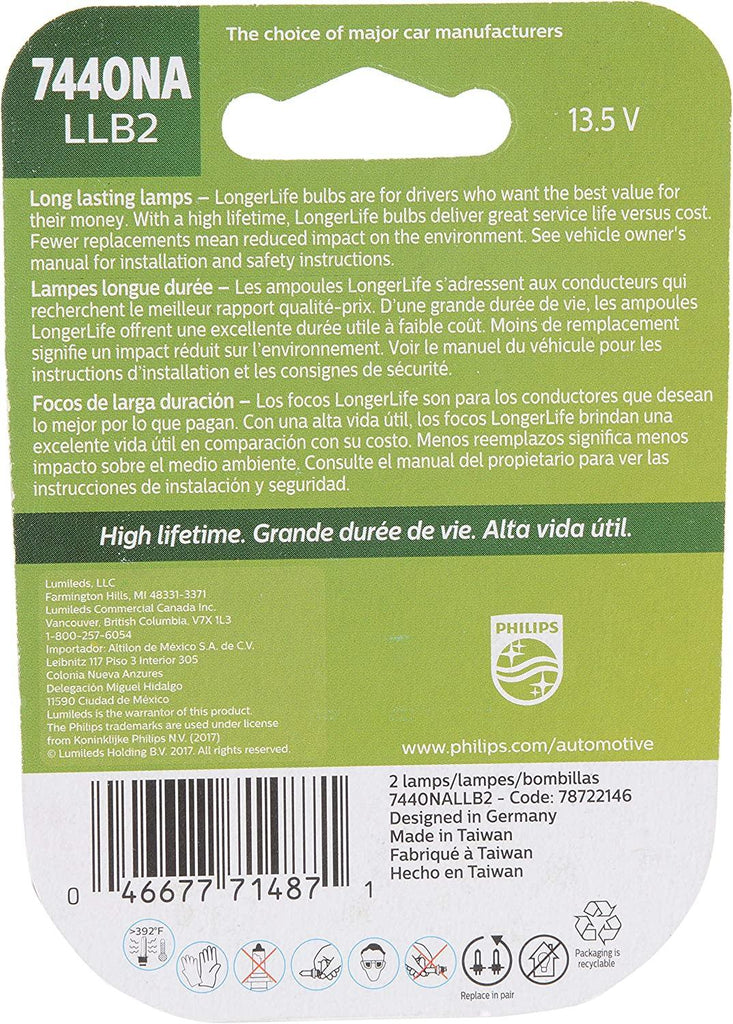 The choice of major car manufacturers
7440NA
LLB2
13.5 V
Long lasting lamps – LongerLife bulbs are for drivers who want the best value for
their money. With a high lifetime, LongerLife bulbs deliver great service life versus cost.
Fewer replacements mean reduced impact on the environment. See vehicle owner's
manual for installation and safety instructions.
Lampes longue durée – Les ampoules LongerLife s'adressent aux conducteurs qui
recherchent le meilleur rapport qualité-prix. D'une grande durée de vie, les ampoules
LongerLife offrent une excellente durée utile à faible coût. Moins de remplacement
signifie un impact réduit sur l'environnement. Voir le manuel du véhicule pour les
instructions d'installation et les consignes de sécurité.
Focos de larga duración – Los focos LongerLife son para los conductores que desean
lo mejor por lo que pagan. Con una alta vida útil, los focos LongerLife brindan una
excelente vida útil en comparación con su costo. Menos reemplazos significa menos
impacto sobre el medio ambiente. Consulte el manual del propietario para ver las
instrucciones de instalación y seguridad.
High lifetime. Grande durée de vie. Alta vida útil.
Lumileds, LLC
Farmington Hills, MI 48331-3371
Lumileds Commercial Canada Inc.
Vancouver, British Columbia, V7X 1L3
1-800-257-6054
Importador: Altilon de México S.A. de C.V.
Leibnitz 117 Piso 3 Interior 305
Colonia Nueva Anzures
Delegación Miguel Hidalgo
11590 Ciudad de México
Lumileds is the warrantor of this product.
The Philips trademarks are used under license
from Koninklijke Philips N.V. (2017)
© Lumileds Holding B.V. 2017. All rights reserved.
PHILIPS
www.philips.com/automotive
2 lamps/lampes/bombillas
7440NALLB2 - Code: 78722146
Designed in Germany
Made in Taiwan
Fabriqué à Taiwan
Hecho en Taiwan
0 46677 71487 1
>392°F
Replace in pair
Packaging is
recyclable